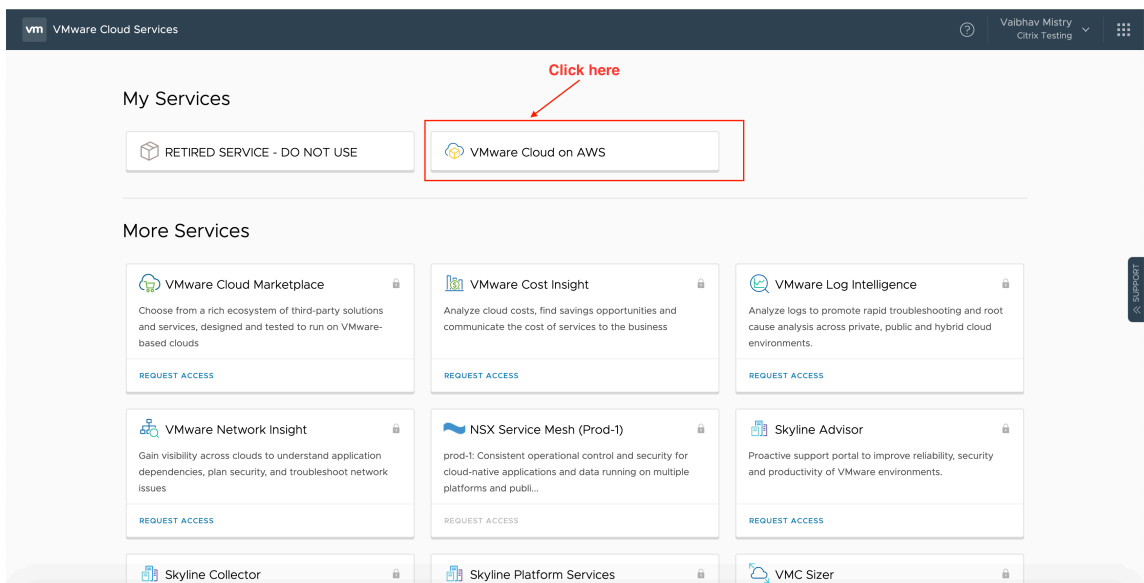 vm VMware Cloud Services
Vaibhav Mistry
Citrix Testing
Click here
My Services
RETIRED SERVICE - DO NOT USE
VMware Cloud on AWS
More Services
VMware Cloud Marketplace
Choose from a rich ecosystem of third-party solutions
and services, designed and tested to run on VMware-
based clouds
REQUEST ACCESS
VMware Cost Insight
Analyze cloud costs, find savings opportunities and
communicate the cost of services to the business
REQUEST ACCESS
VMware Log Intelligence
Analyze logs to promote rapid troubleshooting and root
cause analysis across private, public and hybrid cloud
environments.
REQUEST ACCESS
SUPPORT
VMware Network Insight
Gain visibility across clouds to understand application
dependencies, plan security, and troubleshoot network
issues
REQUEST ACCESS
NSX Service Mesh (Prod-1)
prod-1: Consistent operational control and security for
cloud-native applications and data running on multiple
platforms and publi...
REQUEST ACCESS
Skyline Advisor
Proactive support portal to improve reliability, security
and productivity of VMware environments.
REQUEST ACCESS
Skyline Collector
Skyline Platform Services
VMC Sizer